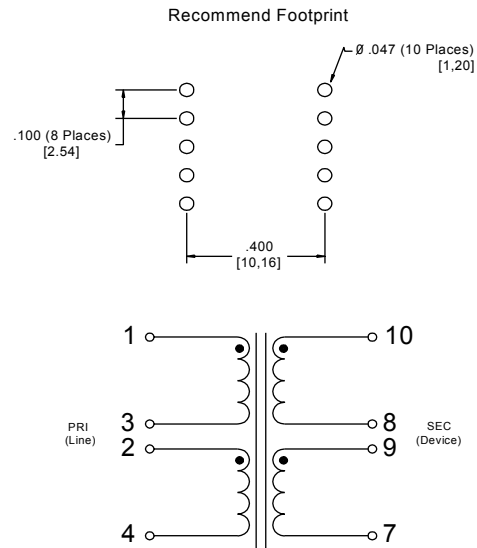 Recommend Footprint
Ø .047 (10 Places)
[1,20]
.100 (8 Places)
[2.54]
.400
[10,16]
1
10
3
8
PRI
(Line)
SEC
(Device)
2
9
4
7